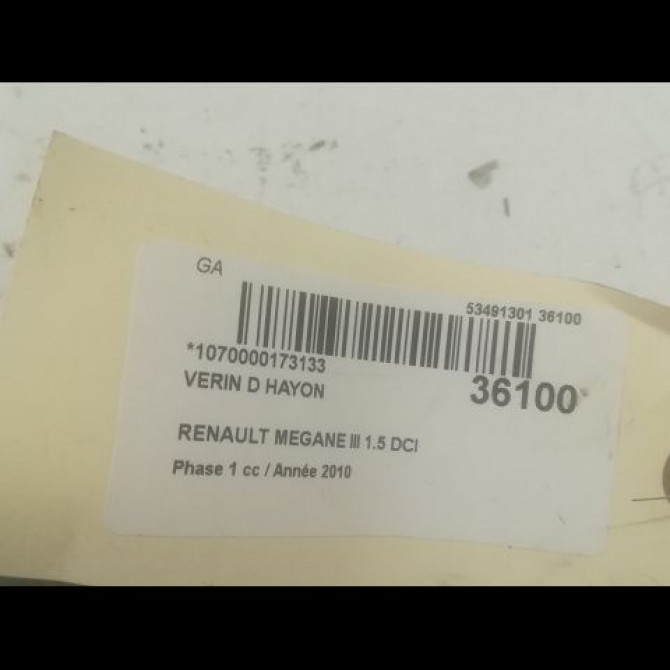 GA
53491301 36100
*1070000173133
36100
VERIN D HAYON
RENAULT MEGANE III 1.5 DCI
Phase 1 cc / Année 2010